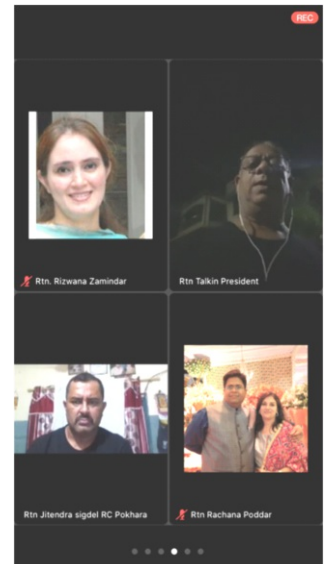 REC
Rtn. Rizwana Zamindar
Rtn Talkin President
Rtn Jitendra sigdel RC Pokhara
Rtn Rachana Poddar